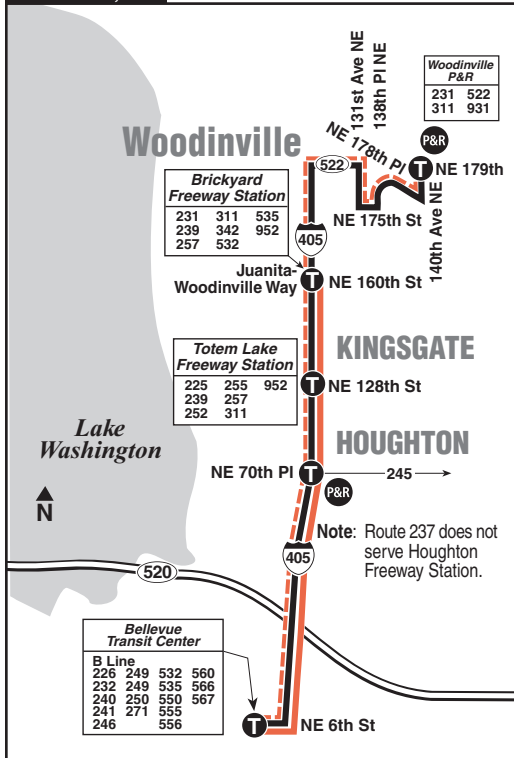 131st Ave NE
138th Pl NE
Woodinville
P&R
231 522
311 931
NE 178th Pl
P&R
Woodinville
522
T
NE 179th
Brickyard
Freeway Station
231 311 535
239 342 952
257 532
NE 175th St
140th Ave NE
405
Juanita-
Woodinville Way
T
NE 160th St
KINGSGATE
Totem Lake
Freeway Station
225 255 952
239 257
252 311
T
NE 128th St
HOUGHTON
Lake
Washington
NE 70th Pl
T
245
P&R
N
Note: Route 237 does not
serve Houghton
Freeway Station.
405
520
Bellevue
Transit Center
B Line
226 249 532 560
232 249 535 566
240 250 550 567
241 271 555
246 556
T
NE 6th St